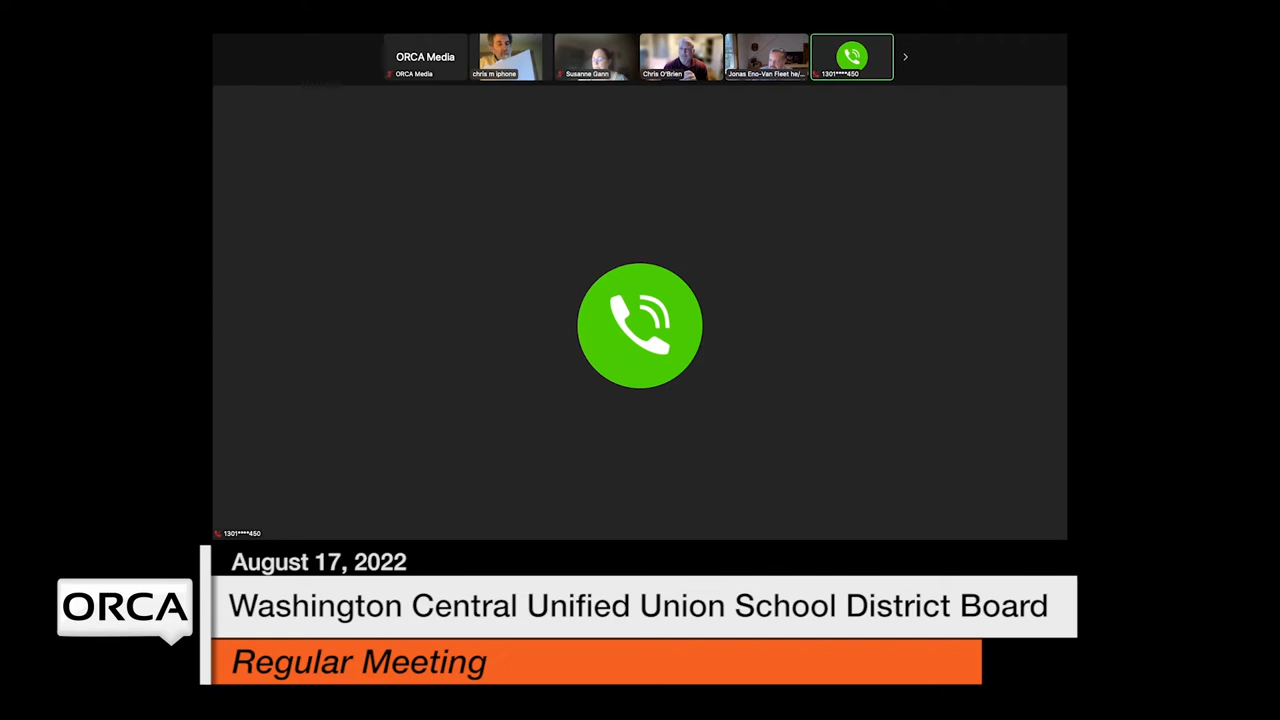 ORCA Media
ORCA Media
chris m iphone
Susanne Gann
Chris O'Brien
Jonas Eno-Van Fleet he/...
1301****450
1301****450
August 17, 2022
ORCA
Washington Central Unified Union School District Board
Regular Meeting